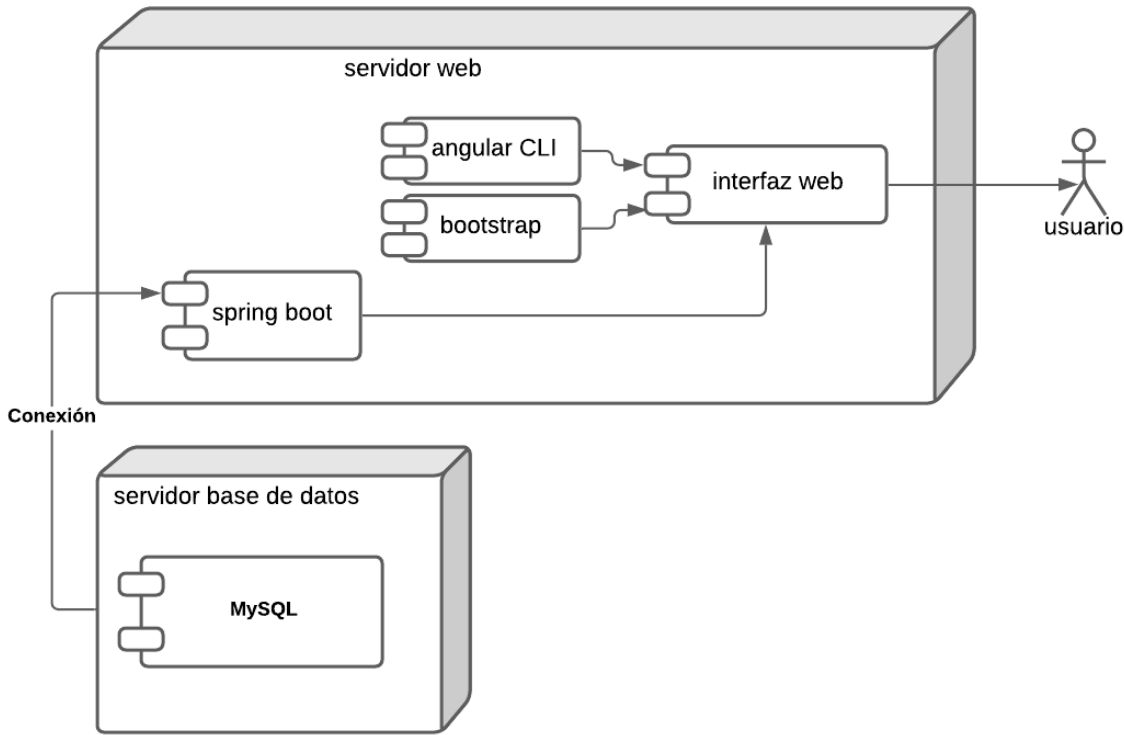 servidor web
angular CLI
interfaz web
bootstrap
usuario
spring boot
Conexión
servidor base de datos
MySQL